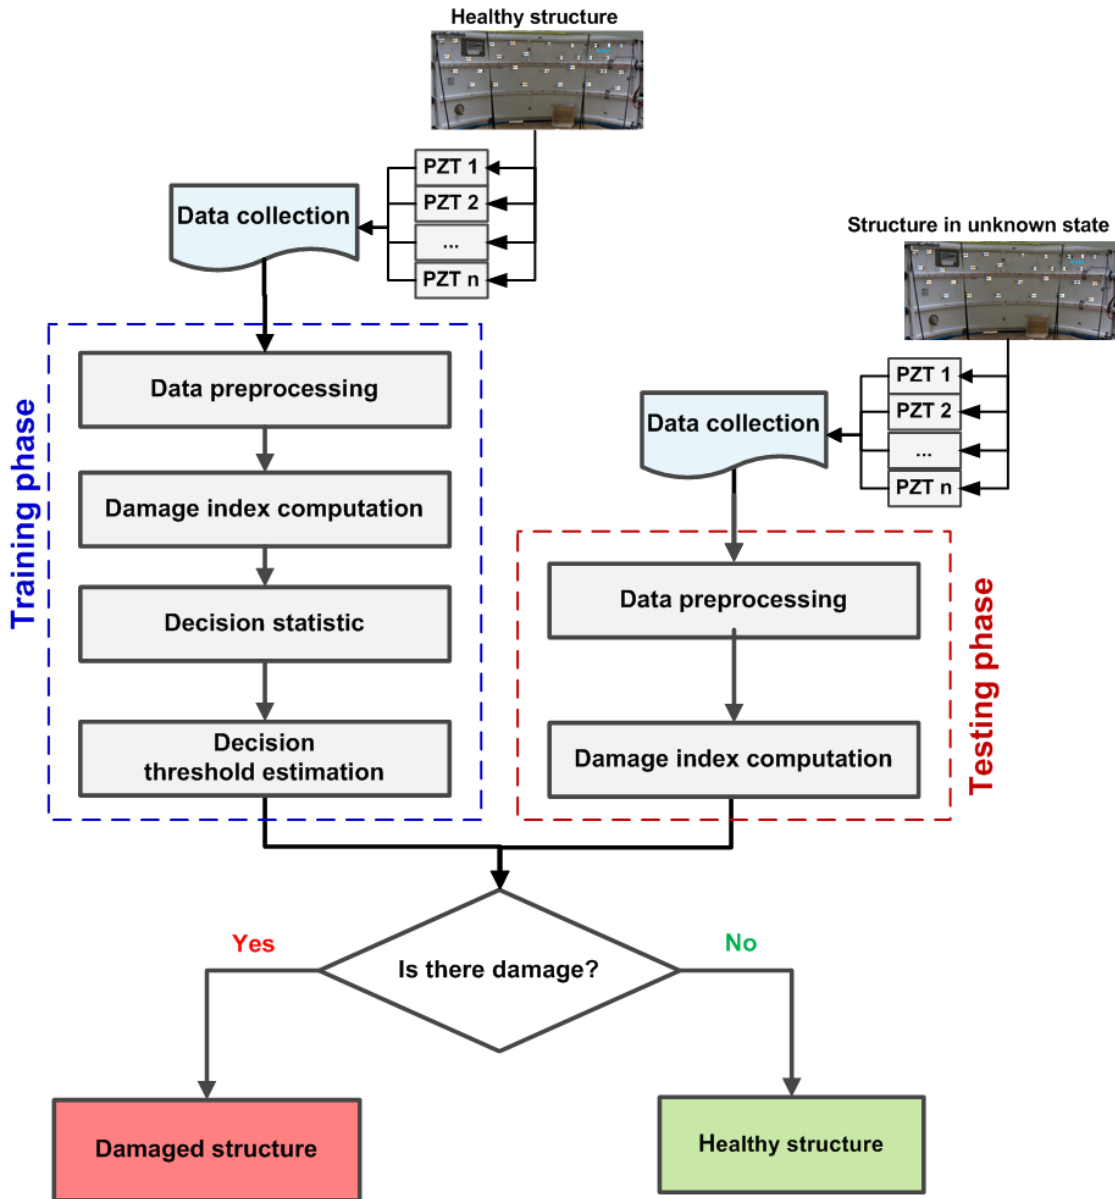 Healthy structure
PZT 1
PZT 2
...
PZT n
Data collection
Structure in unknown state
PZT 1
PZT 2
...
PZT n
Data collection
Training phase
Data preprocessing
Damage index computation
Decision statistic
Decision
threshold estimation
Testing phase
Data preprocessing
Damage index computation
Is there damage?
Yes
No
Damaged structure
Healthy structure